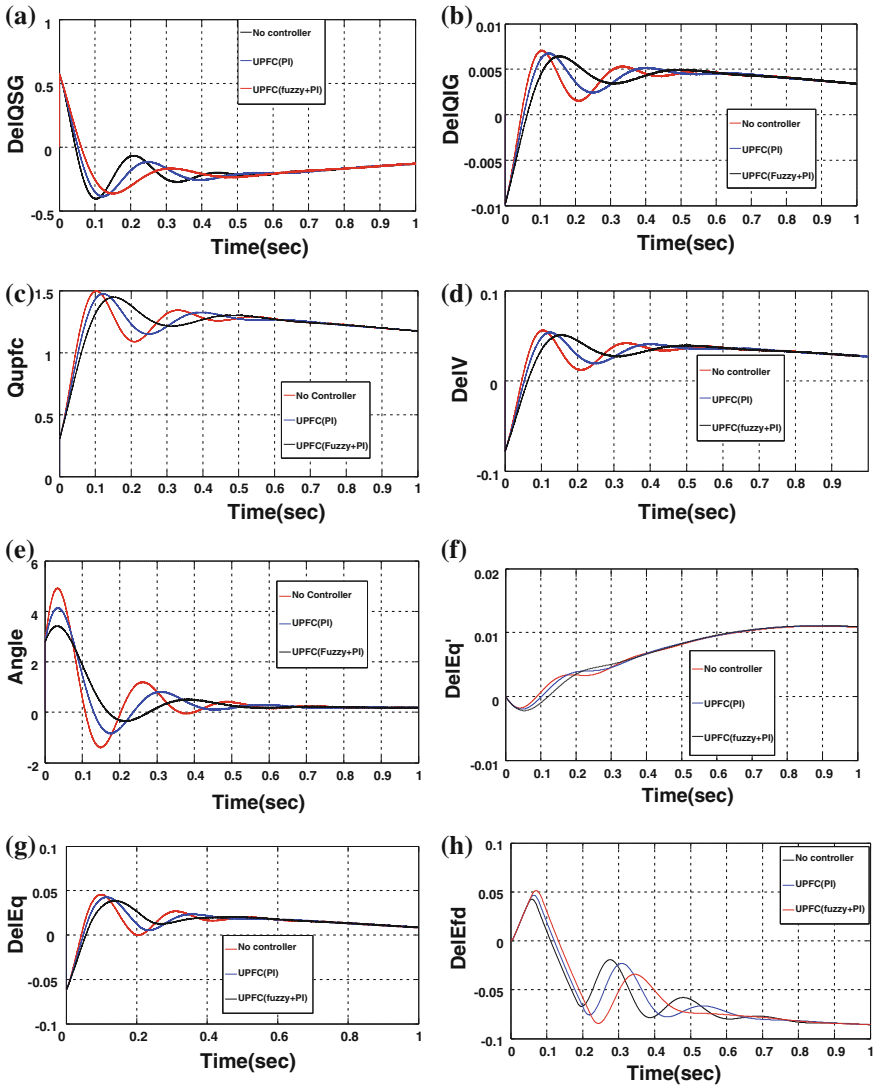 (a)
1
0.5
0
-0.5
DelQSG
No controller
UPFC(PI)
UPFC(fuzzy+PI)
0 0.1 0.2 0.3 0.4 0.5 0.6 0.7 0.8 0.9 1
Time(sec)
(b)
0.01
0.005
0
-0.005
-0.01
DelQIG
No controller
UPFC(PI)
UPFC(Fuzzy+PI)
0 0.1 0.2 0.3 0.4 0.5 0.6 0.7 0.8 0.9 1
Time(sec)
(c)
1.5
1
0.5
0
Qupfc
No Controller
UPFC(PI)
UPFC(Fuzzy+PI)
0 0.1 0.2 0.3 0.4 0.5 0.6 0.7 0.8 0.9 1
Time(sec)
(d)
0.1
0
-0.1
DelV
No controller
UPFC(PI)
UPFC(fuzzy+PI)
0 0.1 0.2 0.3 0.4 0.5 0.6 0.7 0.8 0.9
Time(sec)
(e)
6
4
2
0
-2
Angle
No Controller
UPFC(PI)
UPFC(Fuzzy+PI)
0 0.1 0.2 0.3 0.4 0.5 0.6 0.7 0.8 0.9 1
Time(sec)
(f)
0.02
0.01
0
-0.01
DelEq'
No controller
UPFC(PI)
UPFC(fuzzy+PI)
0 0.1 0.2 0.3 0.4 0.5 0.6 0.7 0.8 0.9 1
Time(sec)
(g)
0.1
0.05
0
-0.05
-0.1
DelEq
No controller
UPFC(PI)
UPFC(fuzzy+PI)
0 0.2 0.4 0.6 0.8 1
Time(sec)
(h)
0.1
0.05
0
-0.05
-0.1
DelEfd
No controller
UPFC(PI)
UPFC(fuzzy+PI)
0 0.1 0.2 0.3 0.4 0.5 0.6 0.7 0.8 0.9 1
Time(sec)